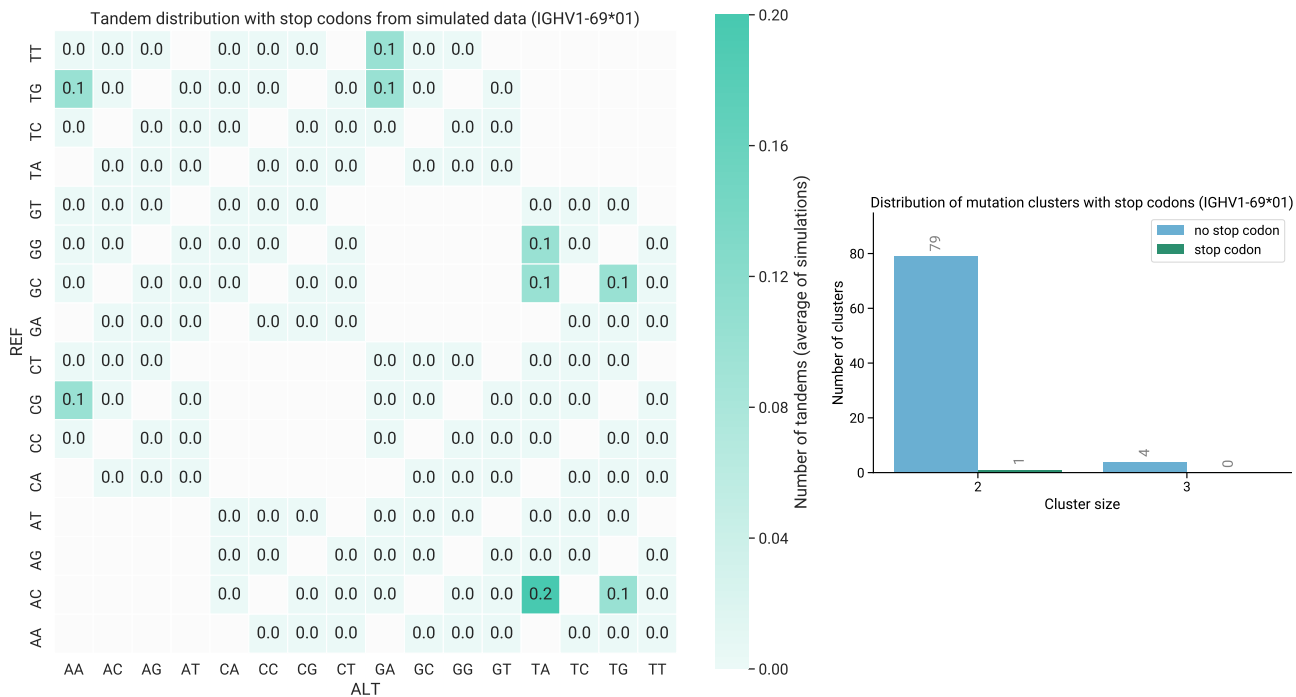 Tandem distribution with stop codons from simulated data (IGHV1-69*01)
TT 0.0 0.0 0.0 0.0 0.0 0.0 0.1 0.0 0.0
TG 0.1 0.0 0.0 0.0 0.0 0.0 0.1 0.0 0.0
TC 0.0 0.0 0.0 0.0 0.0 0.0 0.0 0.0 0.0
TA 0.0 0.0 0.0 0.0 0.0 0.0 0.0 0.0 0.0
GT 0.0 0.0 0.0 0.0 0.0 0.0 0.0 0.0 0.0
GG 0.0 0.0 0.0 0.0 0.0 0.0 0.1 0.0 0.0
GC 0.0 0.0 0.0 0.0 0.0 0.0 0.1 0.1 0.0
GA 0.0 0.0 0.0 0.0 0.0 0.0 0.0 0.0 0.0
CT 0.0 0.0 0.0 0.0 0.0 0.0 0.0 0.0 0.0
CG 0.1 0.0 0.0 0.0 0.0 0.0 0.0 0.0 0.0
CC 0.0 0.0 0.0 0.0 0.0 0.0 0.0 0.0 0.0
CA 0.0 0.0 0.0 0.0 0.0 0.0 0.0 0.0 0.0
AT 0.0 0.0 0.0 0.0 0.0 0.0 0.0 0.0 0.0
AG 0.0 0.0 0.0 0.0 0.0 0.0 0.0 0.0 0.0
AC 0.0 0.0 0.0 0.0 0.0 0.0 0.2 0.1 0.0
AA 0.0 0.0 0.0 0.0 0.0 0.0 0.0 0.0 0.0
REF
AA AC AG AT CA CC CG CT GA GC GG GT TA TC TG TT
ALT
0.20
0.16
0.12
0.08
0.04
0.00
Number of tandems (average of simulations)
Distribution of mutation clusters with stop codons (IGHV1-69*01)
no stop codon
stop codon
79
1
4
0
80
60
40
20
0
Number of clusters
2 3
Cluster size